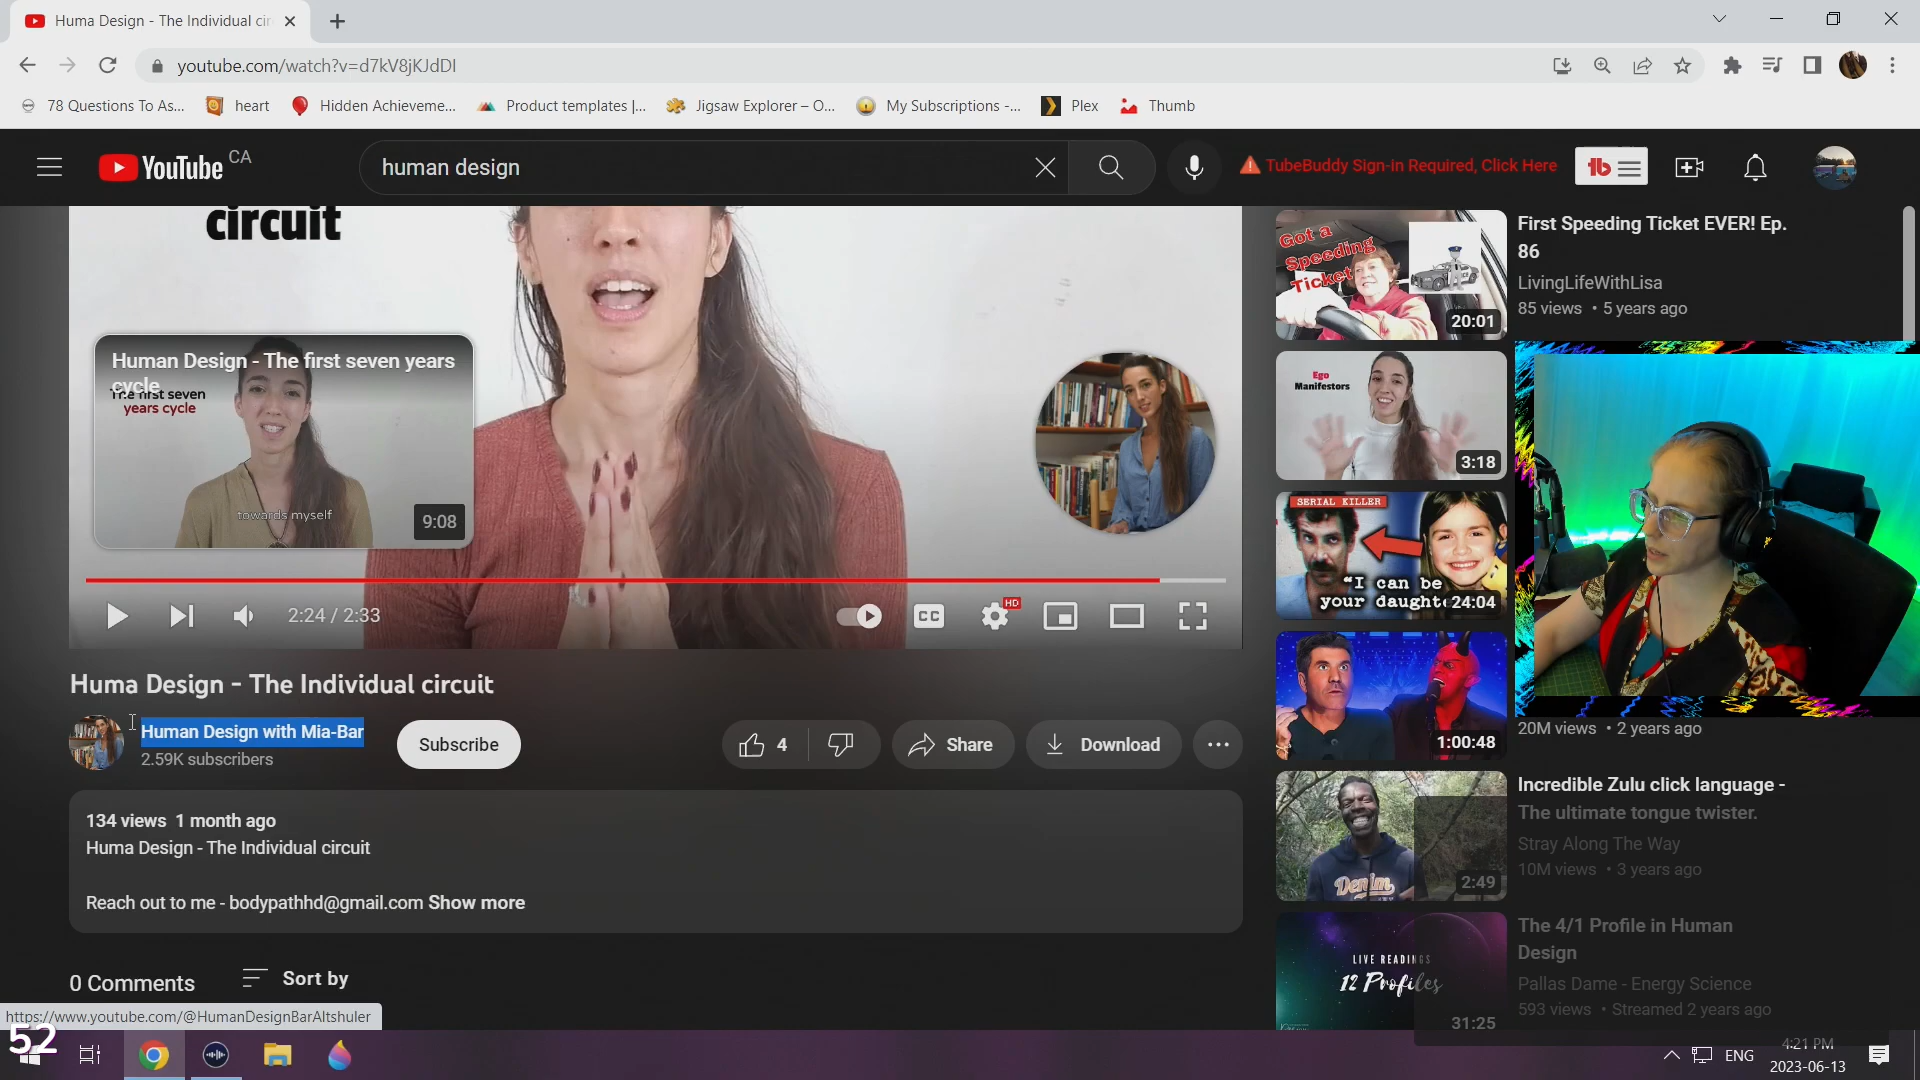 Huma Design - The Individual cir
youtube.com/watch?v=d7kV8jKJdDI
78 Questions To As...
heart
Hidden Achieveme...
Product templates |...
Jigsaw Explorer – O...
My Subscriptions -...
Plex
Thumb
YouTube CA
human design
TubeBuddy Sign-in Required, Click Here
tb
circuit
Human Design - The first seven years
cycle
The first seven
years cycle
towards myself
9:08
2:24 / 2:33
CC
HD
Huma Design - The Individual circuit
Human Design with Mia-Bar
2.59K subscribers
Subscribe
4
Share
Download
134 views 1 month ago
Huma Design - The Individual circuit
Reach out to me - bodypathhd@gmail.com Show more
0 Comments
Sort by
https://www.youtube.com/@HumanDesignBarAltshuler
Got a
Speeding
Ticket
20:01
First Speeding Ticket EVER! Ep.
86
LivingLifeWithLisa
85 views • 5 years ago
Ego
Manifestors
3:18
SERIAL KILLER
"I can be
your daught
24:04
1:00:48
20M views • 2 years ago
Denim
2:49
Incredible Zulu click language -
The ultimate tongue twister.
Stray Along The Way
10M views • 3 years ago
LIVE READINGS
12 Profiles
31:25
The 4/1 Profile in Human
Design
Pallas Dame - Energy Science
593 views • Streamed 2 years ago
52
ENG
4:21 PM
2023-06-13